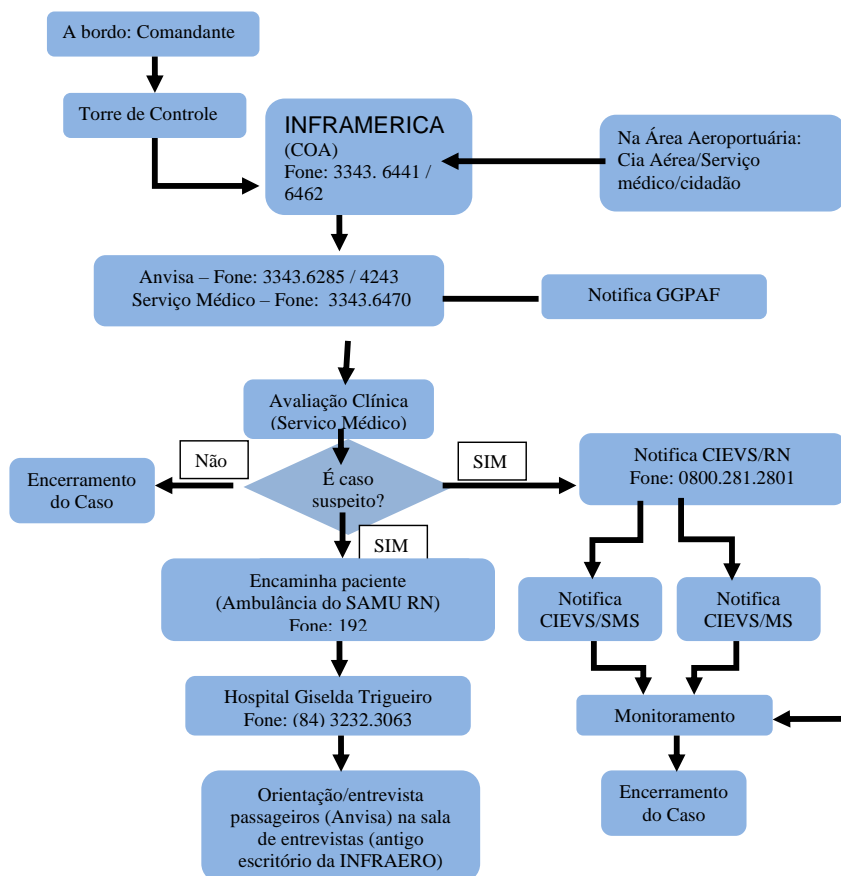 A bordo: Comandante
Torre de Controle
INFRAMERICA
(COA)
Fone: 3343. 6441 /
6462
Na Área Aeroportuária:
Cia Aérea/Serviço
médico/cidadão
Anvisa – Fone: 3343.6285 / 4243
Serviço Médico – Fone:  3343.6470
Notifica GGPAF
Avaliação Clínica
(Servico Médico)
Não
É caso
suspeito?
SIM
Encerramento
do Caso
Notifica CIEVS/RN
Fone: 0800.281.2801
SIM
Encaminha paciente
(Ambulância do SAMU RN)
Fone: 192
Notifica
CIEVS/SMS
Notifica
CIEVS/MS
Hospital Giselda Trigueiro
Fone: (84) 3232.3063
Monitoramento
Orientação/entrevista
passageiros (Anvisa) na sala
de entrevistas (antigo
escritório da INFRAERO)
Encerramento
do Caso